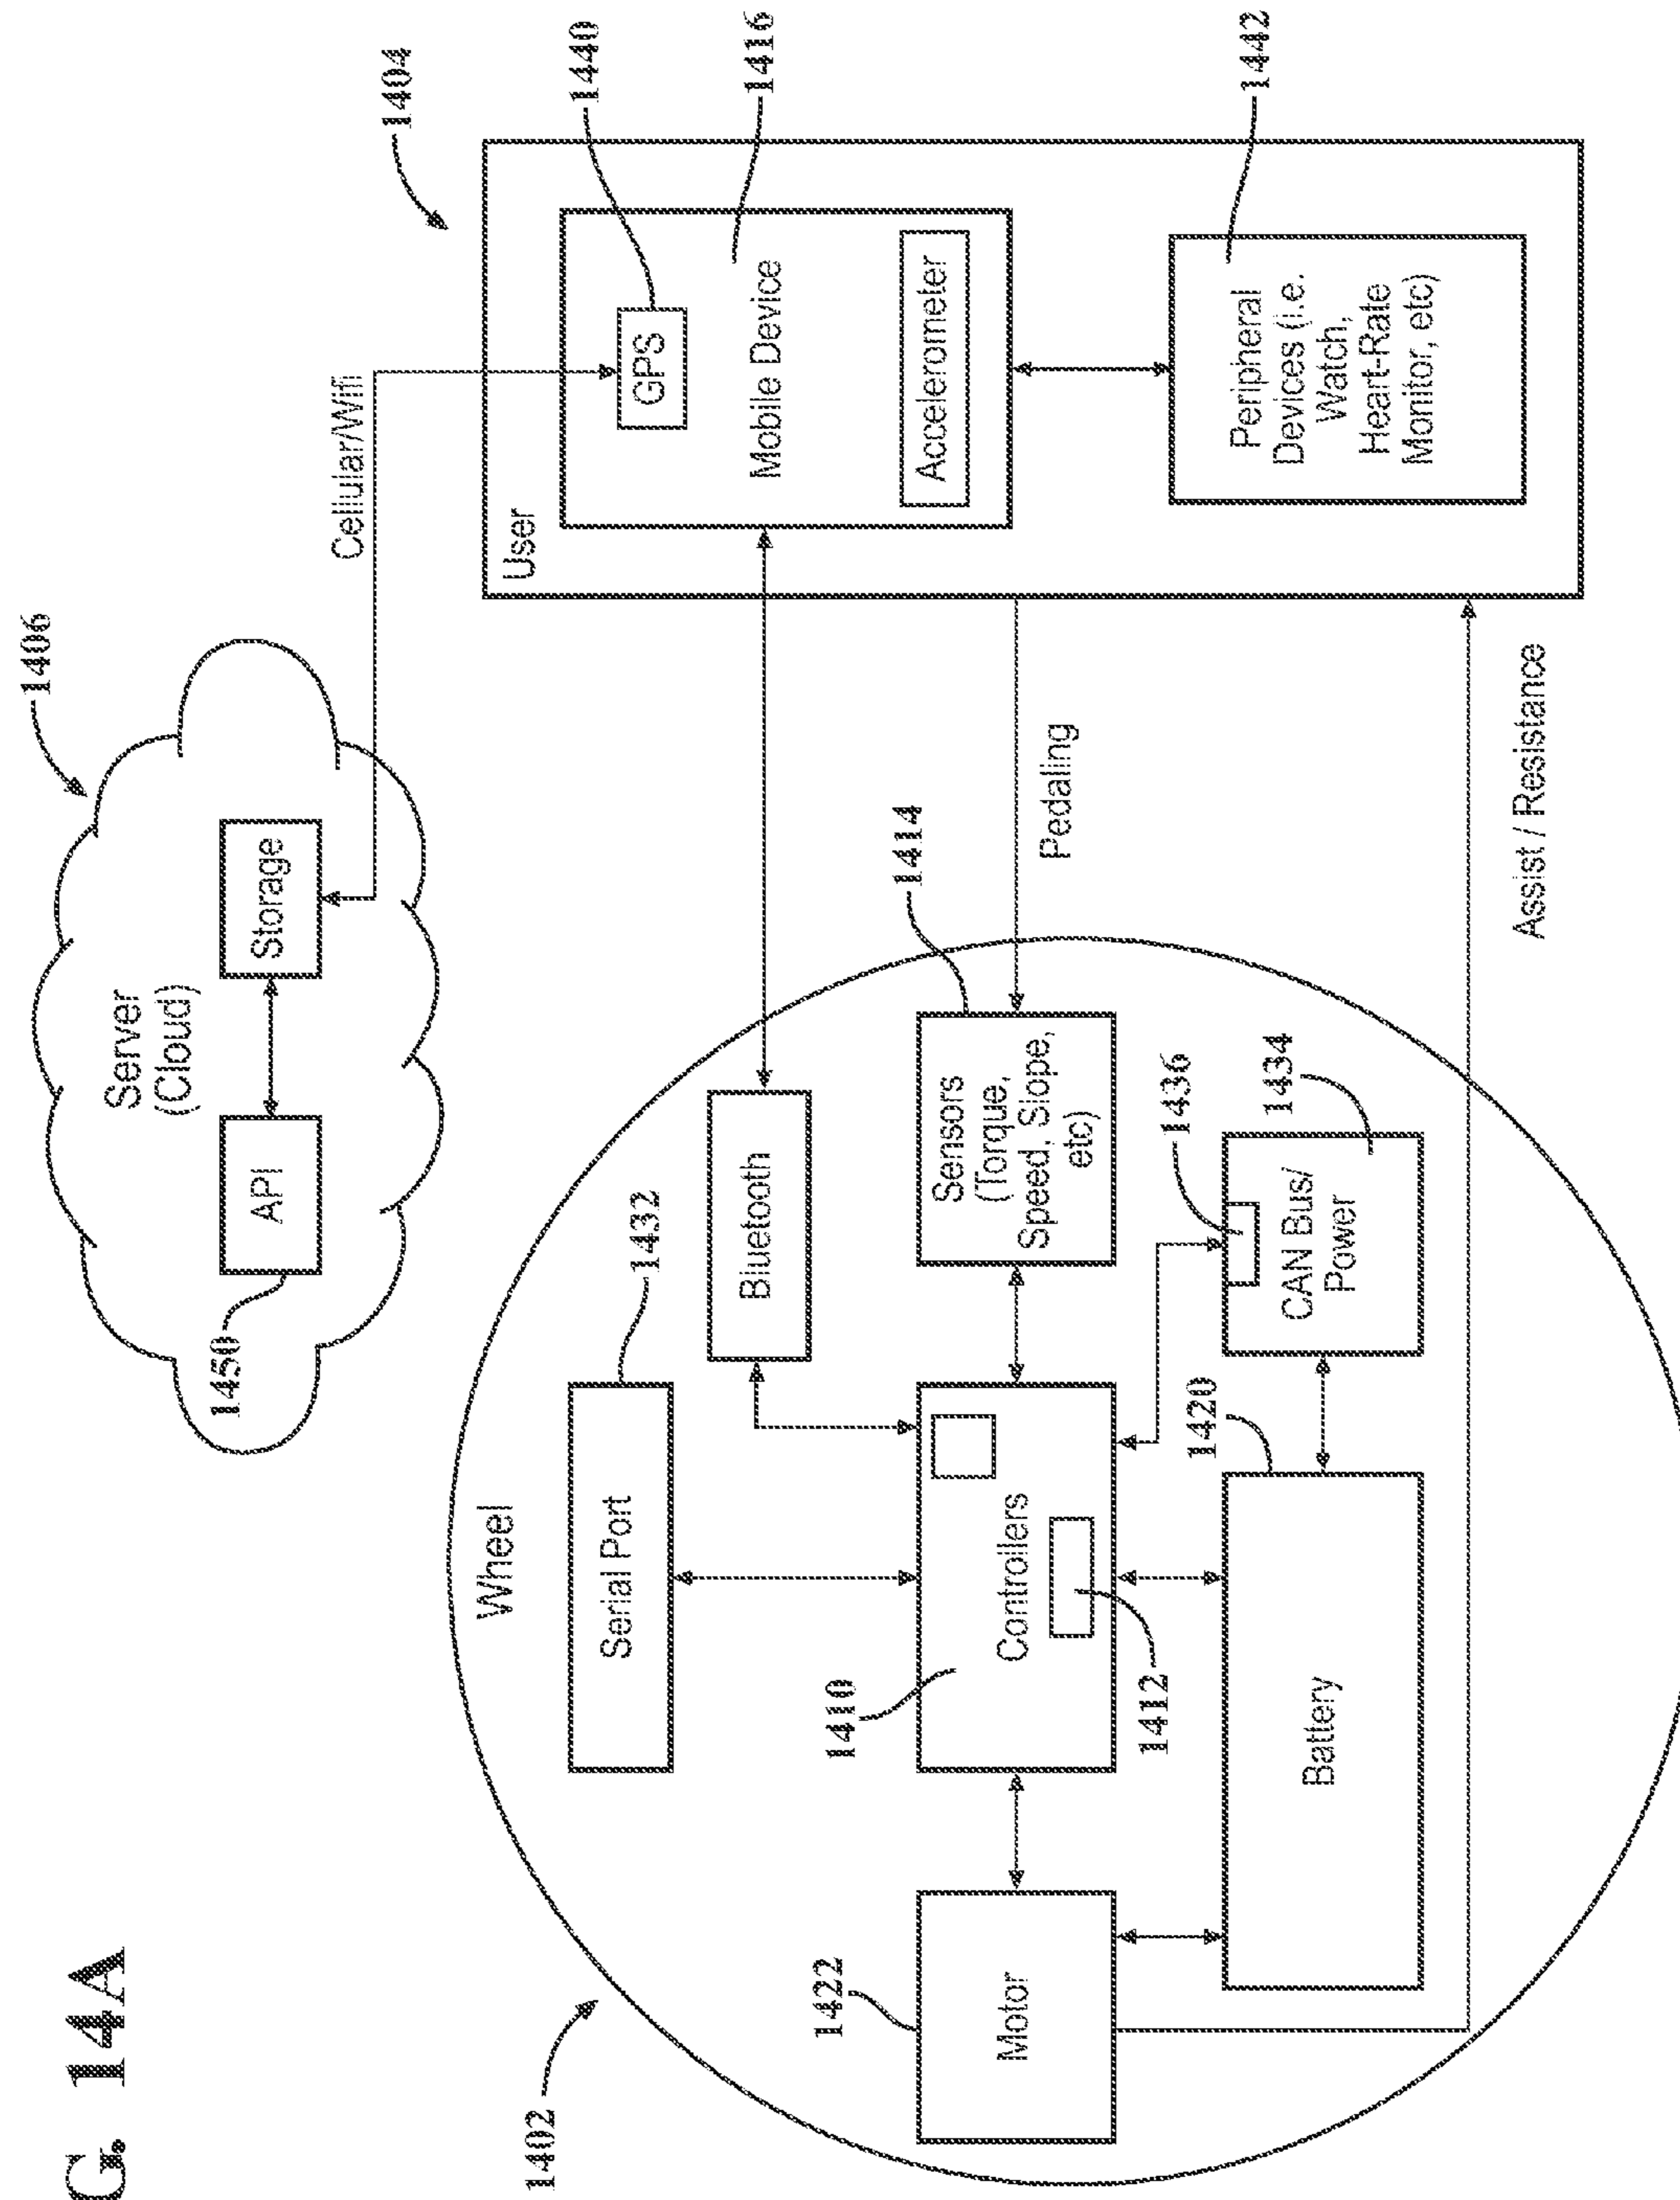 G. 14A
1406
Server
(Cloud)
API
Storage
1450
Cellular/Wifi
1404
User
GPS
1440
Mobile Device
1416
Accelerometer
Peripheral
Devices (i.e.
Watch,
Heart-Rate
Monitor, etc)
1442
1402
Wheel
Serial Port
1432
Bluetooth
1410
Controllers
1412
Sensors
(Torque,
Speed, Slope,
etc)
1414
Pedaling
1422
Motor
1420
Battery
1436
CAN Bus/
Power
1434
Assist / Resistance